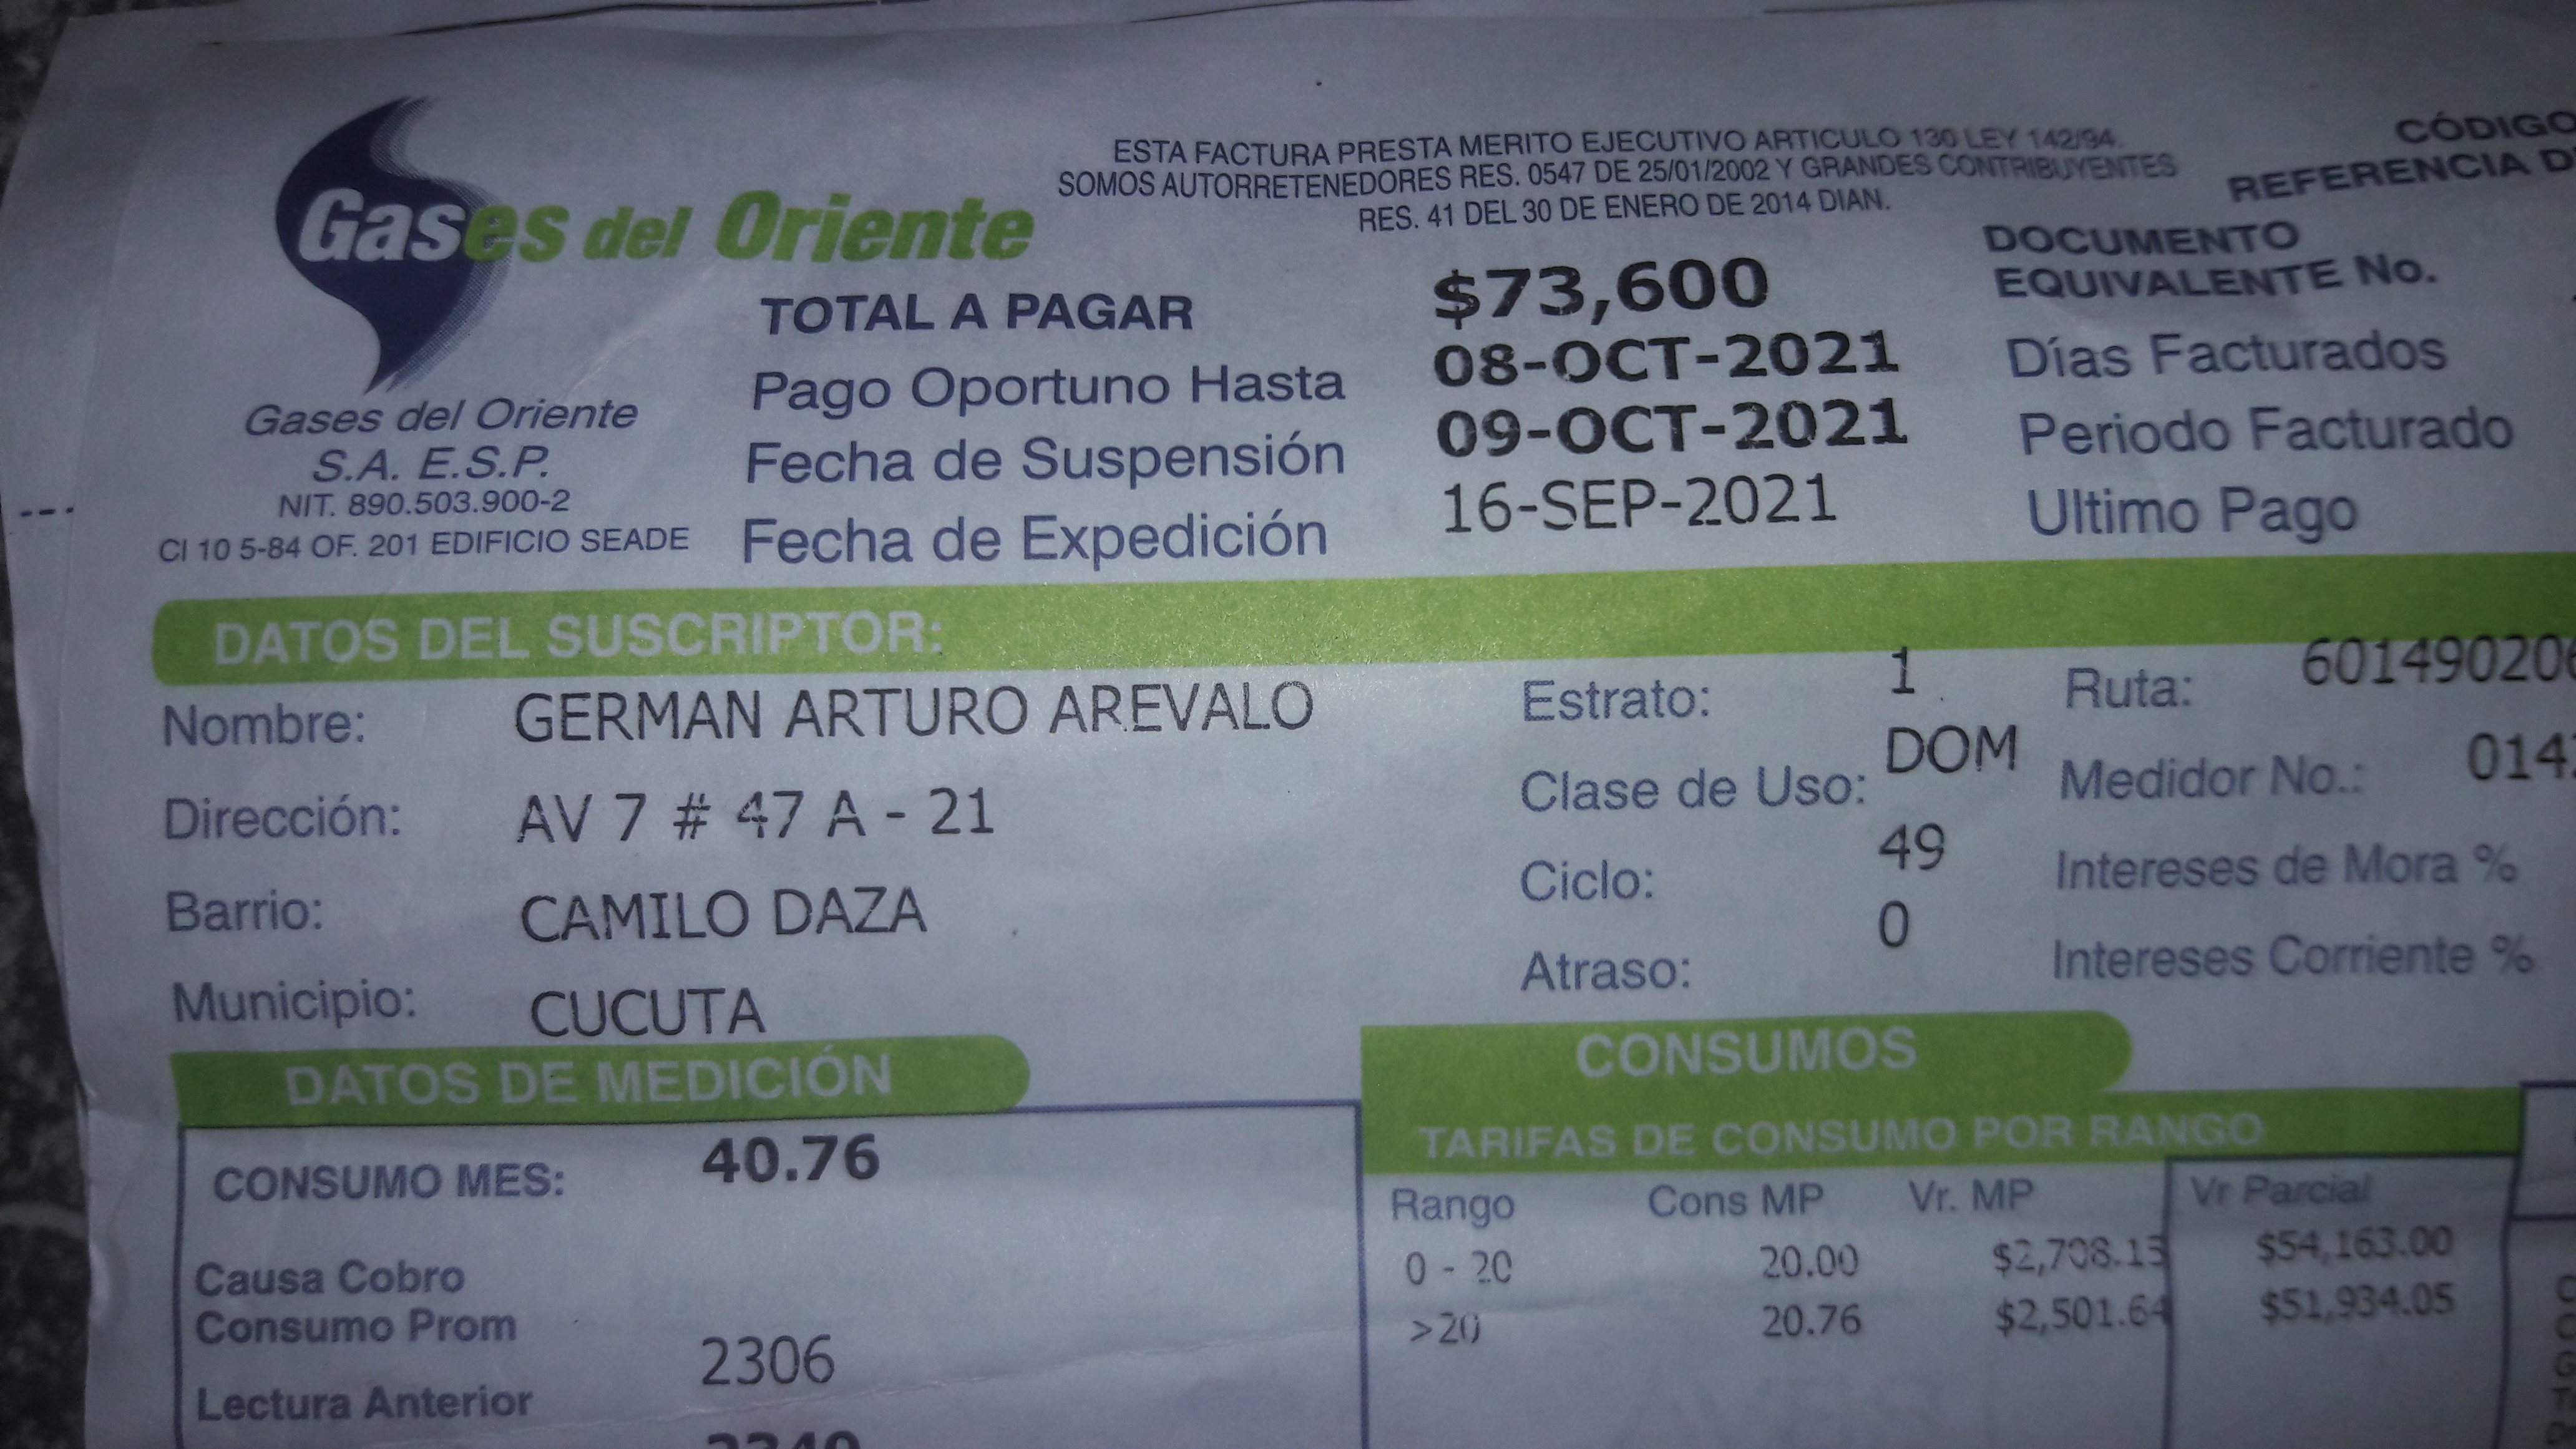 ESTA FACTURA PRESTA MERITO EJECUTIVO ARTICULO 130 LEY 142/94.
SOMOS AUTORRETENEDORES RES. 0547 DE 25/01/2002 Y GRANDES CONTRIBUYENTES
RES. 41 DEL 30 DE ENERO DE 2014 DIAN.
CÓDIGO
REFERENCIA
Gases del Oriente
Gases del Oriente
S.A. E.S.P.
NIT. 890.503.900-2
Cl 10 5-84 OF. 201 EDIFICIO SEADE
TOTAL A PAGAR $73,600
Pago Oportuno Hasta 08-OCT-2021
Fecha de Suspensión 09-OCT-2021
Fecha de Expedición 16-SEP-2021
DOCUMENTO
EQUIVALENTE No.
Días Facturados
Periodo Facturado
Ultimo Pago
DATOS DEL SUSCRIPTOR:
Nombre: GERMAN ARTURO AREVALO
Dirección: AV 7 # 47 A - 21
Barrio: CAMILO DAZA
Municipio: CUCUTA
Estrato: 1
Clase de Uso: DOM
Ciclo: 49
Atraso: 0
Ruta: 60149020
Medidor No.: 014
Intereses de Mora %
Intereses Corriente %
DATOS DE MEDICIÓN
CONSUMO MES: 40.76
Causa Cobro
Consumo Prom
2306
Lectura Anterior
CONSUMOS
TARIFAS DE CONSUMO POR RANGO
Rango Cons MP Vr. MP Vr Parcial
0 - 20 20.00 $2,708.15 $54,163.00
>20 20.76 $2,501.64 $51,934.05